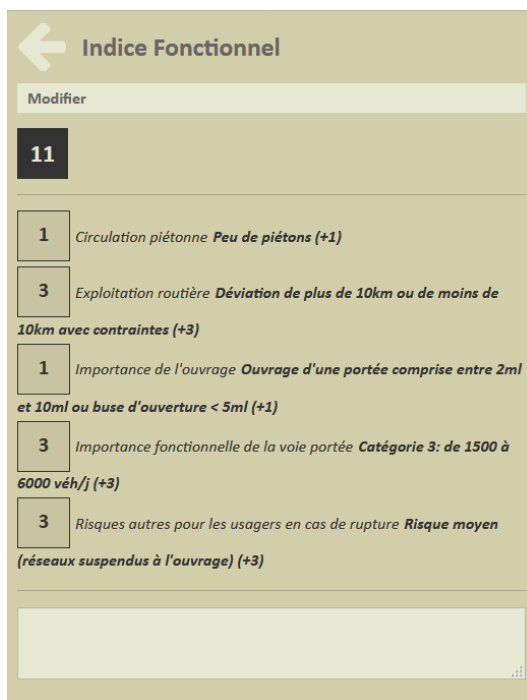 Indice Fonctionnel
Modifier
11
1 Circulation piétonne Peu de piétons (+1)
3 Exploitation routière Déviation de plus de 10km ou de moins de
10km avec contraintes (+3)
1 Importance de l'ouvrage Ouvrage d'une portée comprise entre 2ml
et 10ml ou buse d'ouverture < 5ml (+1)
3 Importance fonctionnelle de la voie portée Catégorie 3: de 1500 à
6000 véh/j (+3)
3 Risques autres pour les usagers en cas de rupture Risque moyen
(réseaux suspendus à l'ouvrage) (+3)